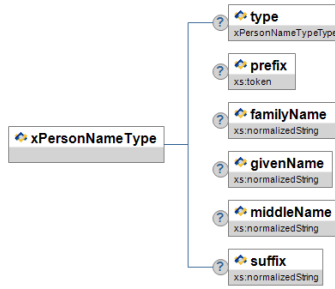 ? type
xPersonNameTypeType
? prefix
xs:token
? familyName
xs:normalizedString
xPersonNameType
? givenName
xs:normalizedString
? middleName
xs:normalizedString
? suffix
xs:normalizedString